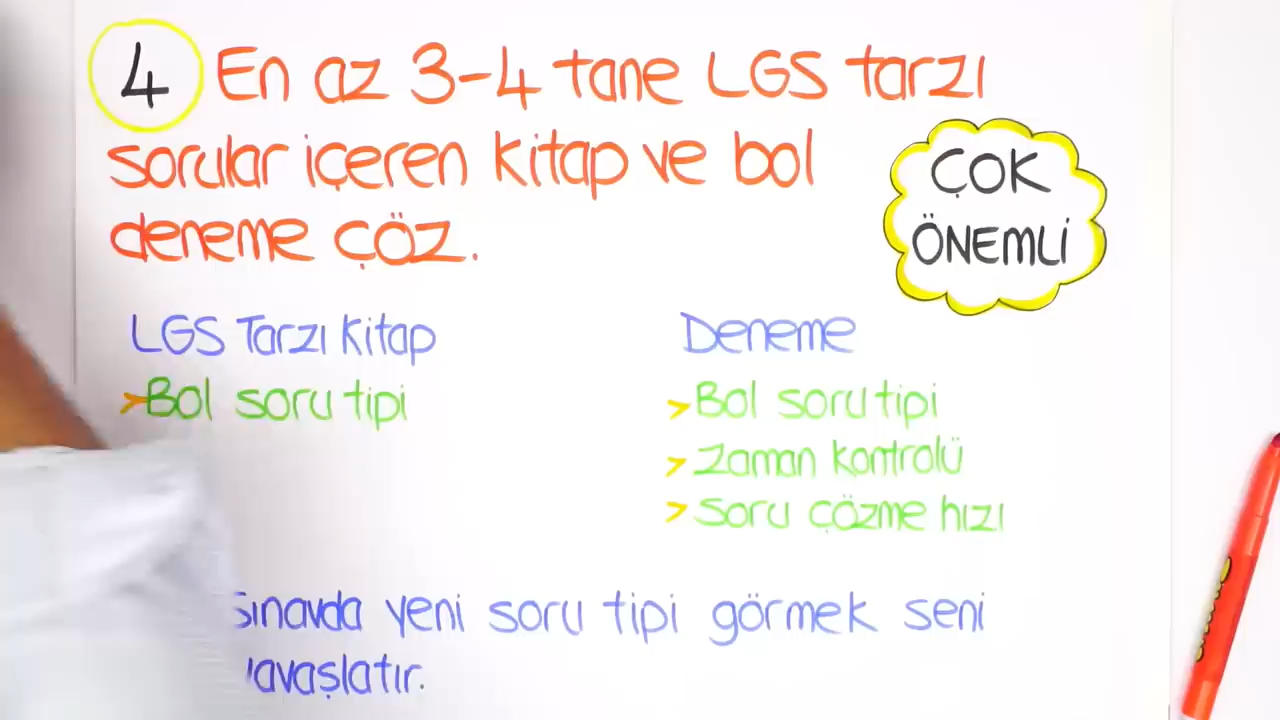 4 En az 3-4 tane LGS tarzı
sorular içeren kitap ve bol
deneme çöz.
ÇOK
ÖNEMLİ
LGS Tarzı Kitap
>Bol soru tipi
Deneme
>Bol soru tipi
>Zaman kontrolü
>Soru çözme hızı
Sınavda yeni soru tipi görmek seni
yavaşlatır.